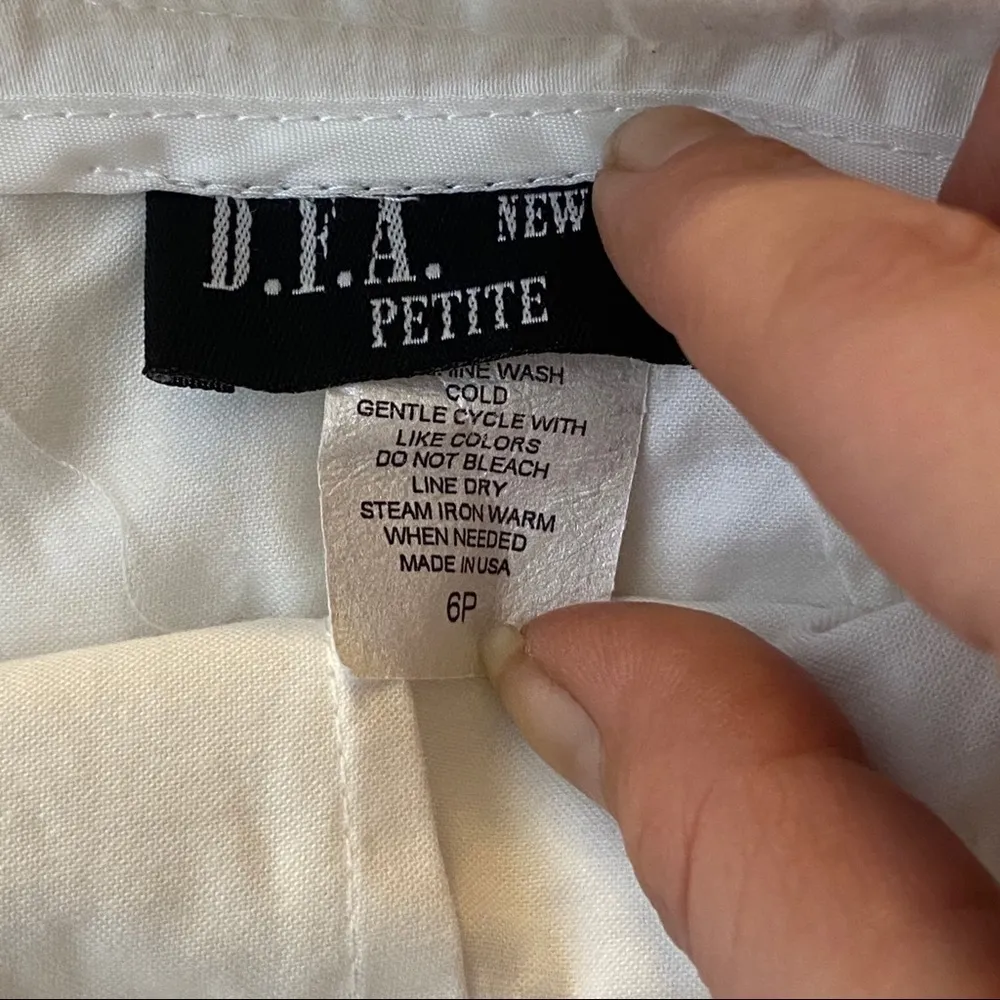 D.F.A. NEW
PETITE
WASH
COLD
GENTLE CYCLE WITH
LIKE COLORS
DO NOT BLEACH
LINE DRY
STEAM IRON WARM
WHEN NEEDED
MADE IN USA
6P